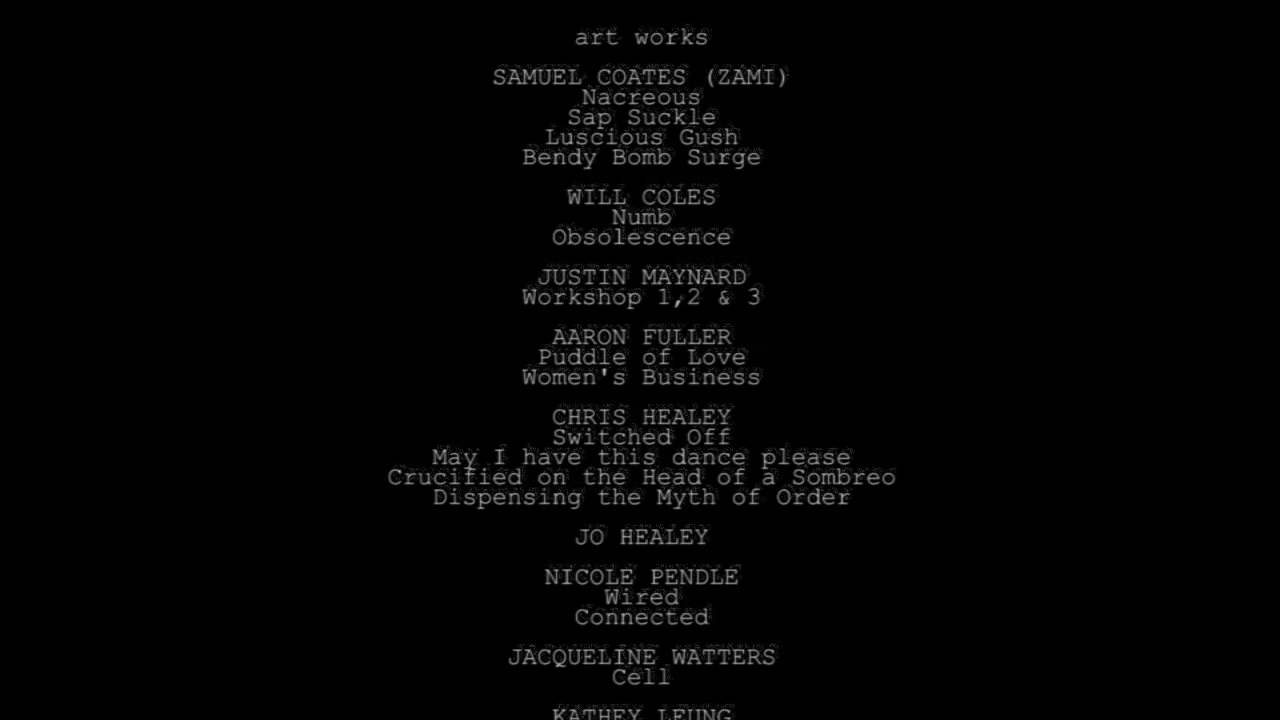 art works
SAMUEL COATES (ZAMI)
Nacreous
Sap Suckle
Luscious Gush
Bendy Bomb Surge
WILL COLES
Numb
Obsolescence
JUSTIN MAYNARD
Workshop 1,2 & 3
AARON FULLER
Puddle of Love
Women's Business
CHRIS HEALEY
Switched Off
May I have this dance please
Crucified on the Head of a Sombreo
Dispensing the Myth of Order
JO HEALEY
NICOLE PENDLE
Wired
Connected
JACQUELINE WATTERS
Cell
KATHEY LEUNG